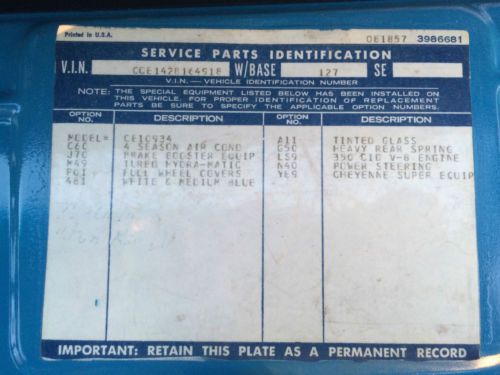 Printed in U.S.A. 0E1857 3986681
SERVICE PARTS IDENTIFICATION
V.I.N. CCE142B164918 W/BASE 127 SE
V.I.N.—VEHICLE IDENTIFICATION NUMBER
NOTE: THE SPECIAL EQUIPMENT LISTED BELOW HAS BEEN INSTALLED ON
THIS VEHICLE. FOR PROPER IDENTIFICATION OF REPLACEMENT
PARTS BE SURE TO SPECIFY THE APPLICABLE OPTION NUMBERS.
OPTION NO. DESCRIPTION OPTION NO. DESCRIPTION
MODEL= CE10934 A11 TINTED GLASS
C6C 4 SEASON AIR COND G50 HEAVY REAR SPRING
J70 BRAKE BOOSTER EQUIP LS9 350 CID V-8 ENGINE
M49 TURBO HYDRA-MATIC N40 POWER STEERING
P01 FULL WHEEL COVERS YE9 CHEYENNE SUPER EQUIP
481 WHITE & MEDIUM BLUE
IMPORTANT: RETAIN THIS PLATE AS A PERMANENT RECORD